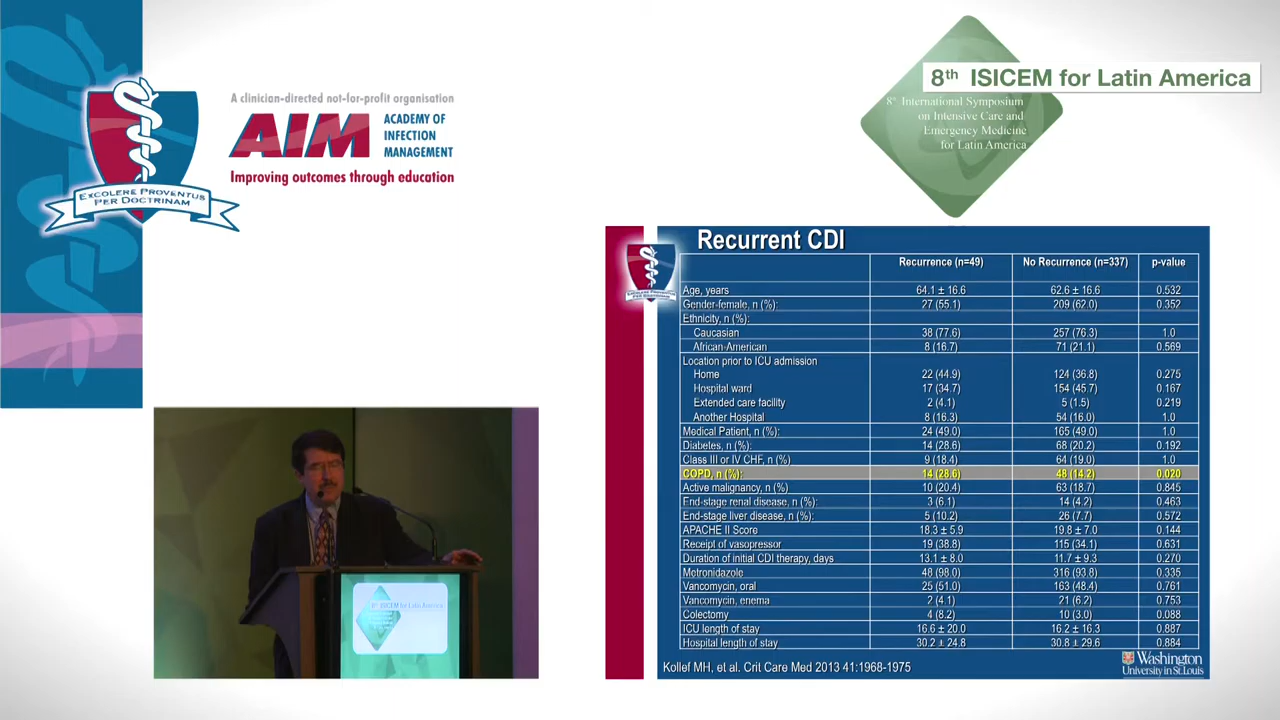 A clinician-directed not-for-profit organisation
AIM
ACADEMY OF
INFECTION
MANAGEMENT
Improving outcomes through education
EXCOLERE PROVENTUS
PER DOCTRINAM
8th ISICEM for Latin America
8th International Symposium
on Intensive Care and
Emergency Medicine
for Latin America
Recurrent CDI
Recurrence (n=49) No Recurrence (n=337) p-value
Age, years 64.1 ± 16.6 62.6 ± 16.6 0.532
Gender-female, n (%): 27 (55.1) 209 (62.0) 0.352
Ethnicity, n (%):
Caucasian 38 (77.6) 257 (76.3) 1.0
African-American 8 (16.7) 71 (21.1) 0.569
Location prior to ICU admission
Home 22 (44.9) 124 (36.8) 0.275
Hospital ward 17 (34.7) 154 (45.7) 0.167
Extended care facility 2 (4.1) 5 (1.5) 0.219
Another Hospital 8 (16.3) 54 (16.0) 1.0
Medical Patient, n (%): 24 (49.0) 165 (49.0) 1.0
Diabetes, n (%): 14 (28.6) 68 (20.2) 0.192
Class III or IV CHF, n (%) 9 (18.4) 64 (19.0) 1.0
COPD, n (%): 14 (28.6) 48 (14.2) 0.020
Active malignancy, n (%) 10 (20.4) 63 (18.7) 0.845
End-stage renal disease, n (%): 3 (6.1) 14 (4.2) 0.463
End-stage liver disease, n (%): 5 (10.2) 26 (7.7) 0.572
APACHE II Score 18.3 ± 5.9 19.8 ± 7.0 0.144
Receipt of vasopressor 19 (38.8) 115 (34.1) 0.631
Duration of initial CDI therapy, days 13.1 ± 8.0 11.7 ± 9.3 0.270
Metronidazole 48 (98.0) 316 (93.8) 0.335
Vancomycin, oral 25 (51.0) 163 (48.4) 0.761
Vancomycin, enema 2 (4.1) 21 (6.2) 0.753
Colectomy 4 (8.2) 10 (3.0) 0.088
ICU length of stay 16.6 ± 20.0 16.2 ± 16.3 0.887
Hospital length of stay 30.2 ± 24.8 30.8 ± 29.6 0.884
Kollef MH, et al. Crit Care Med 2013 41:1968-1975
Washington
University in St. Louis
8th ISICEM for Latin America